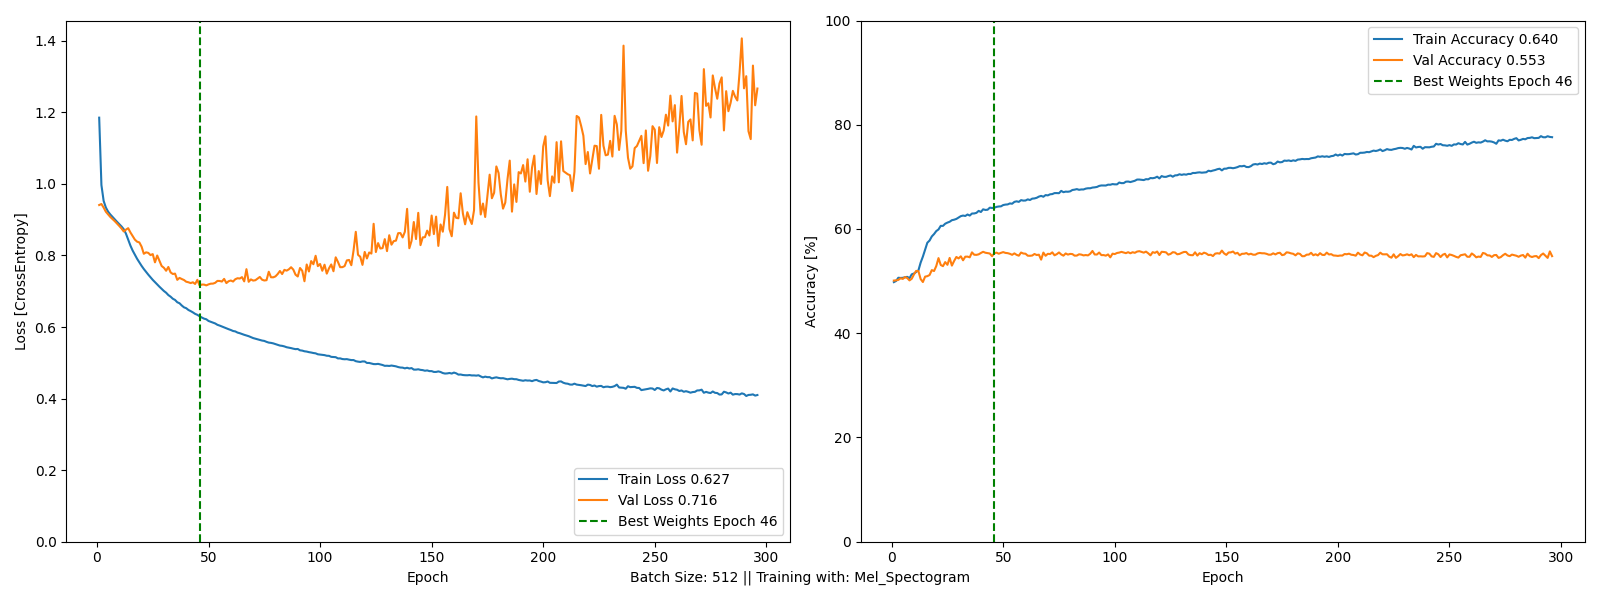 1.4
1.2
1.0
0.8
0.6
0.4
0.2
0.0
Loss [CrossEntropy]
0
50
100
150
200
250
300
Epoch
Train Loss 0.627
Val Loss 0.716
Best Weights Epoch 46
100
80
60
40
20
0
Accuracy [%]
0
50
100
150
200
250
300
Epoch
Train Accuracy 0.640
Val Accuracy 0.553
Best Weights Epoch 46
Batch Size: 512 || Training with: Mel_Spectogram